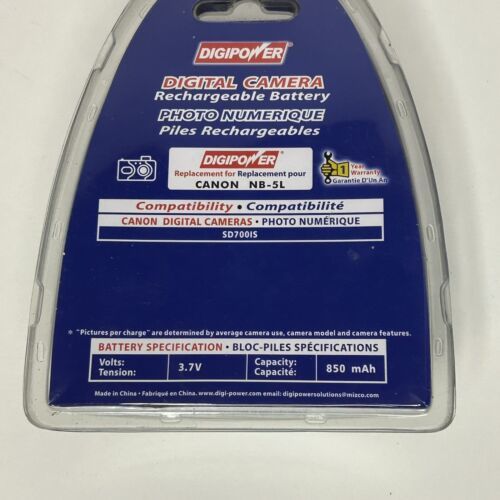 DIGIPOWER®
DIGITAL CAMERA
Rechargeable Battery
PHOTO NUMERIQUE
Piles Rechargeables
DIGIPOWER®
Replacement for Replacement pour
CANON NB-5L
1 Year
Warranty
Garantie D'Un An
Compatibility • Compatibilité
CANON DIGITAL CAMERAS • PHOTO NUMÉRIQUE
SD700IS
* "Pictures per charge" are determined by average camera use, camera model and camera features.
BATTERY SPECIFICATION • BLOC-PILES SPÉCIFICATIONS
Volts: 3.7V Capacity: 850 mAh
Tension: Capacité:
Made in China • Fabriqué en China. www.digi-power.com email: digipowersolutions@mizco.com